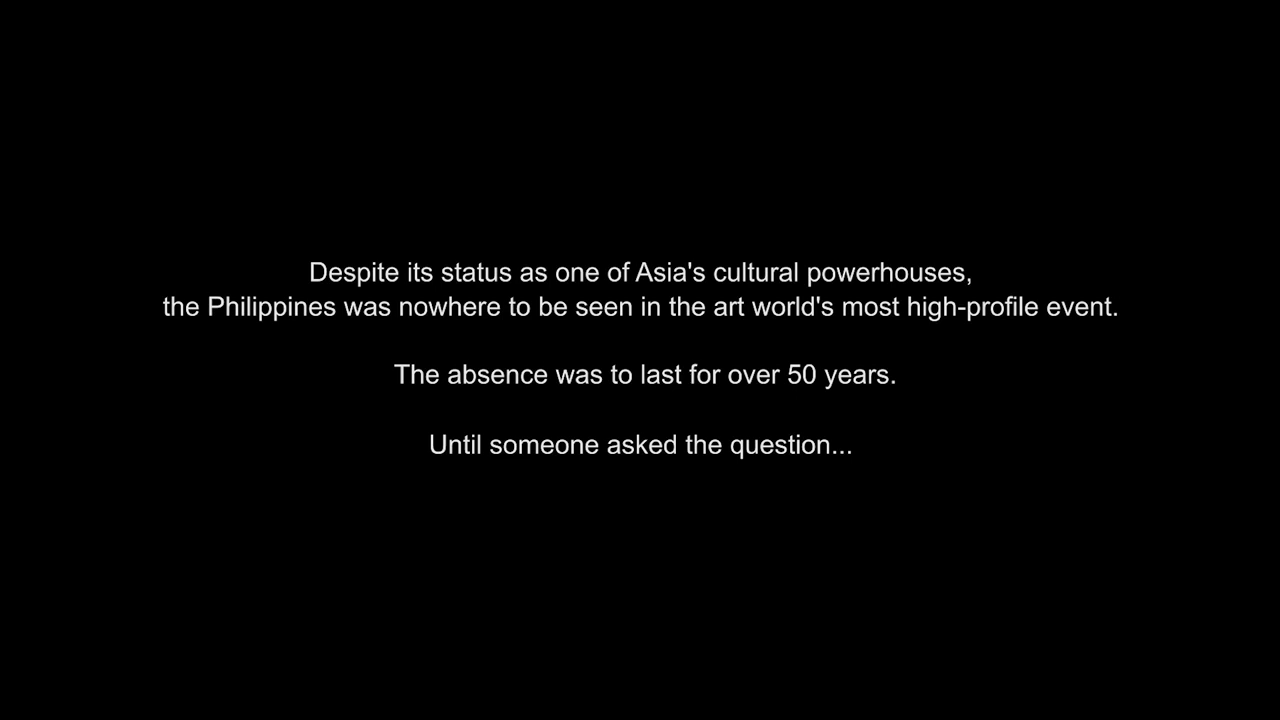 Despite its status as one of Asia's cultural powerhouses,
the Philippines was nowhere to be seen in the art world's most high-profile event.
The absence was to last for over 50 years.
Until someone asked the question...